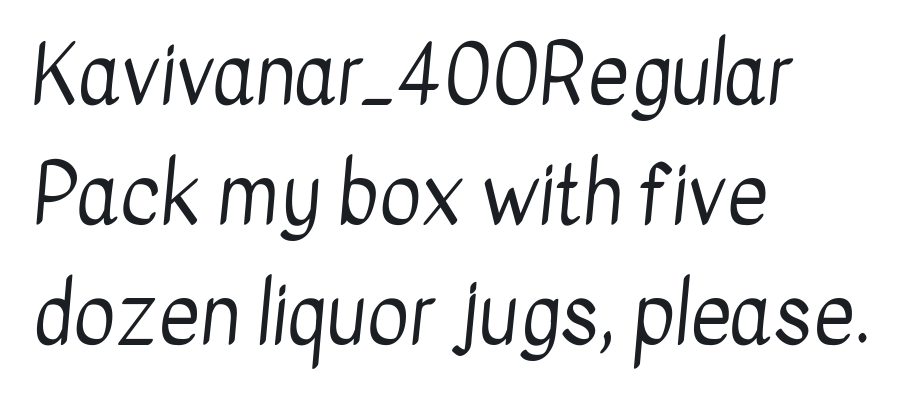 Kavivanar_400Regular
Pack my box with five
dozen liquor jugs, please.